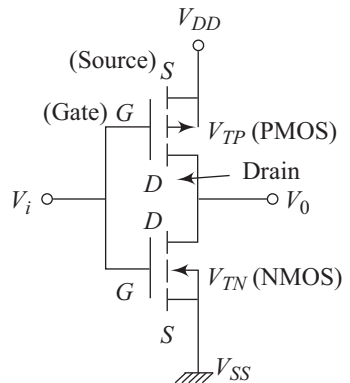 V_DD
(Source) S
(Gate) G
V_TP (PMOS)
D Drain
V_i V_0
D
V_TN (NMOS)
G
S
V_SS